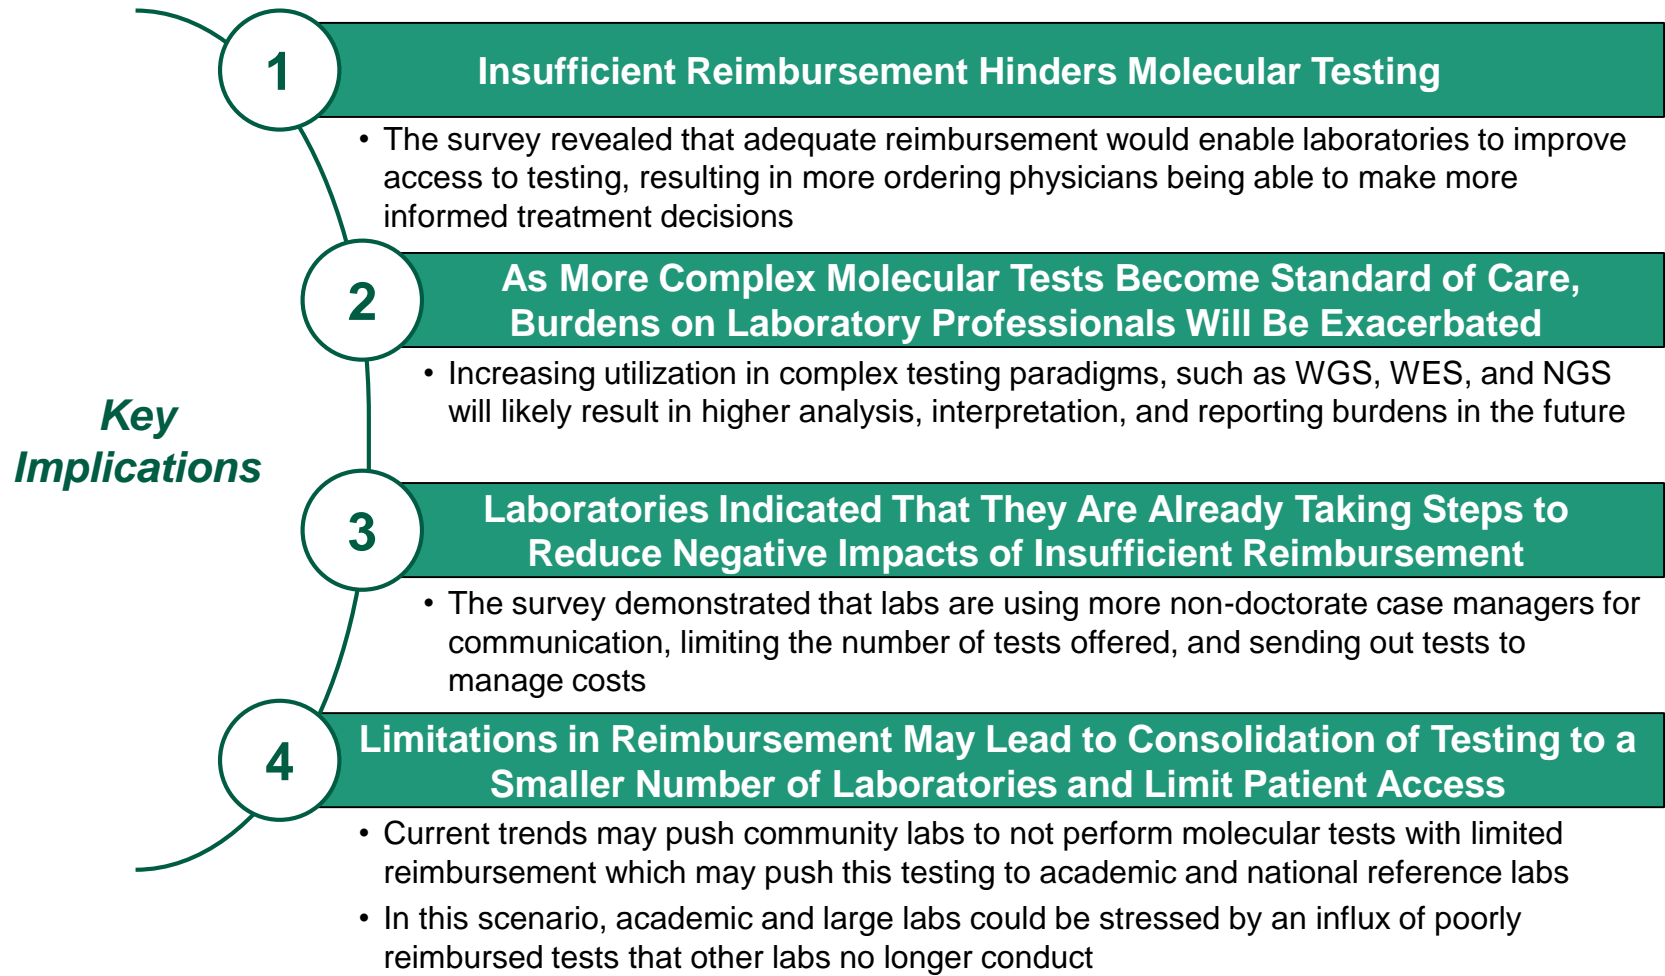 Key
Implications
1
Insufficient Reimbursement Hinders Molecular Testing
• The survey revealed that adequate reimbursement would enable laboratories to improve
access to testing, resulting in more ordering physicians being able to make more
informed treatment decisions
2
As More Complex Molecular Tests Become Standard of Care,
Burdens on Laboratory Professionals Will Be Exacerbated
• Increasing utilization in complex testing paradigms, such as WGS, WES, and NGS
will likely result in higher analysis, interpretation, and reporting burdens in the future
3
Laboratories Indicated That They Are Already Taking Steps to
Reduce Negative Impacts of Insufficient Reimbursement
• The survey demonstrated that labs are using more non-doctorate case managers for
communication, limiting the number of tests offered, and sending out tests to
manage costs
4
Limitations in Reimbursement May Lead to Consolidation of Testing to a
Smaller Number of Laboratories and Limit Patient Access
• Current trends may push community labs to not perform molecular tests with limited
reimbursement which may push this testing to academic and national reference labs
• In this scenario, academic and large labs could be stressed by an influx of poorly
reimbursed tests that other labs no longer conduct